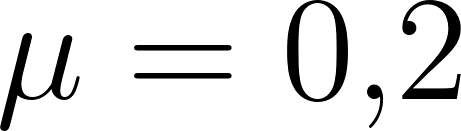 μ = 0,2